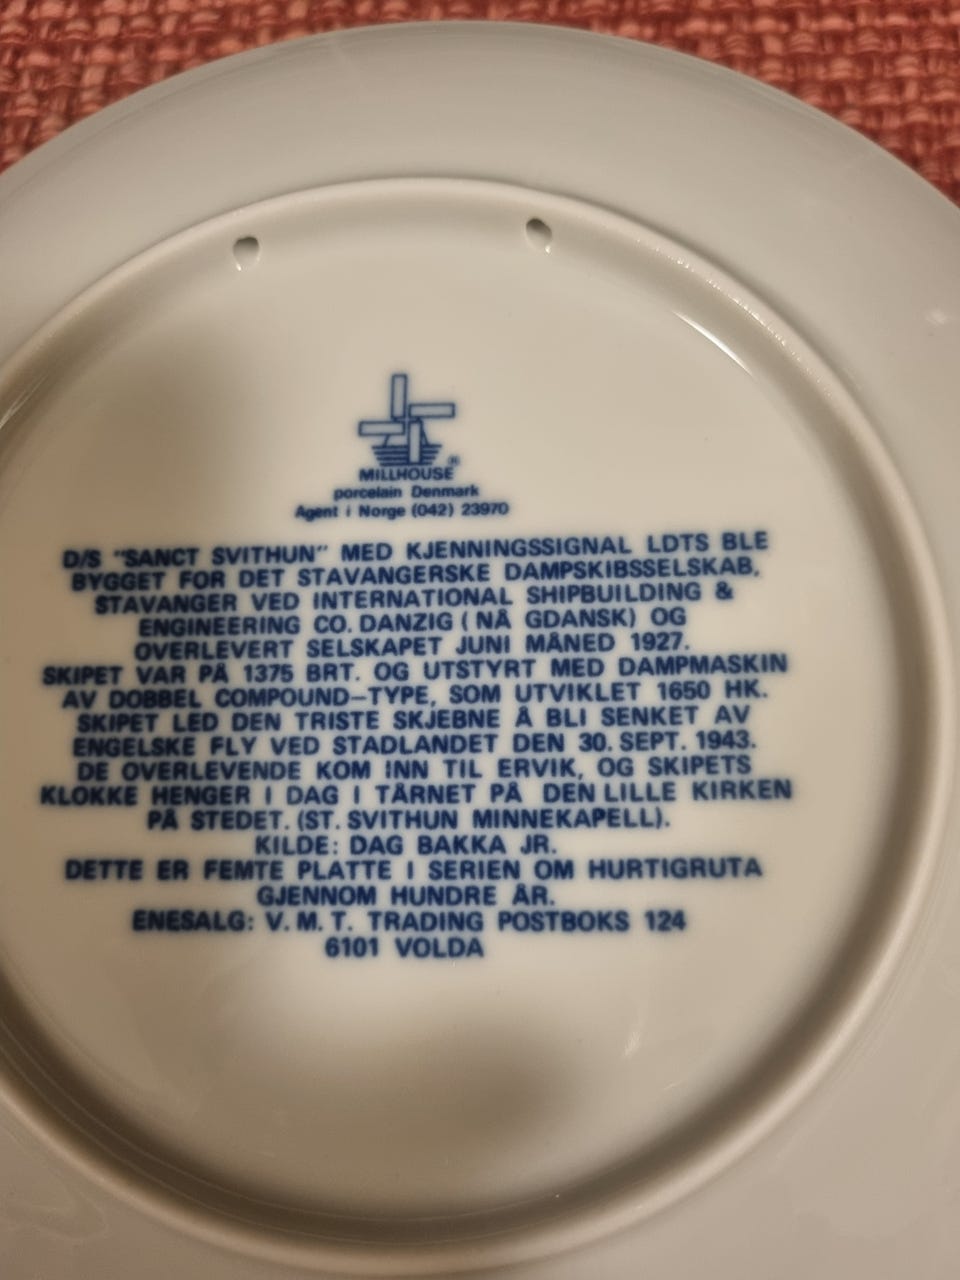 MILLHOUSE ®
porcelain Denmark
Agent i Norge (042) 23970
D/S "SANCT SVITHUN" MED KJENNINGSSIGNAL LDTS BLE
BYGGET FOR DET STAVANGERSKE DAMPSKIBSSELSKAB,
STAVANGER VED INTERNATIONAL SHIPBUILDING &
ENGINEERING CO. DANZIG ( NÅ GDANSK) OG
OVERLEVERT SELSKAPET JUNI MÅNED 1927.
SKIPET VAR PÅ 1375 BRT. OG UTSTYRT MED DAMPMASKIN
AV DOBBEL COMPOUND-TYPE, SOM UTVIKLET 1650 HK.
SKIPET LED DEN TRISTE SKJEBNE Å BLI SENKET AV
ENGELSKE FLY VED STADLANDET DEN 30. SEPT. 1943.
DE OVERLEVENDE KOM INN TIL ERVIK, OG SKIPETS
KLOKKE HENGER I DAG I TÅRNET PÅ DEN LILLE KIRKEN
PÅ STEDET. (ST. SVITHUN MINNEKAPELL).
KILDE: DAG BAKKA JR.
DETTE ER FEMTE PLATTE I SERIEN OM HURTIGRUTA
GJENNOM HUNDRE ÅR.
ENESALG: V. M. T. TRADING POSTBOKS 124
6101 VOLDA